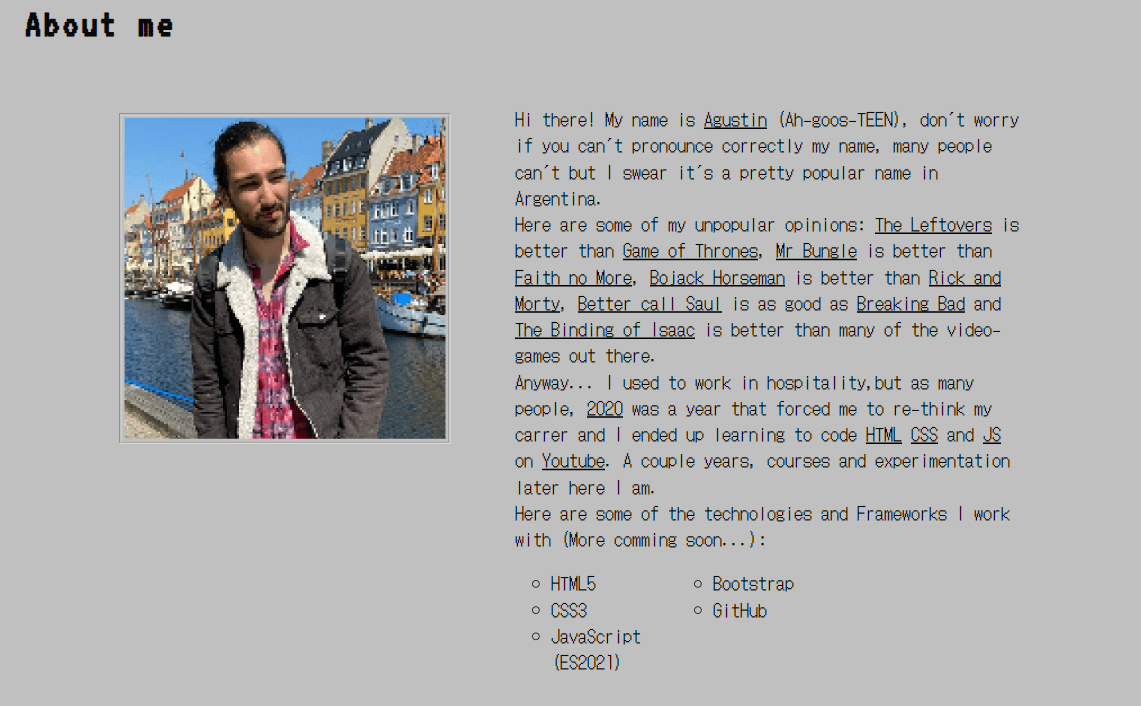 About me
Hi there! My name is Agustin (Ah-goos-TEEN), don´t worry
if you can´t pronounce correctly my name, many people
can´t but I swear it´s a pretty popular name in
Argentina.
Here are some of my unpopular opinions: The Leftovers is
better than Game of Thrones, Mr Bungle is better than
Faith no More, Bojack Horseman is better than Rick and
Morty, Better call Saul is as good as Breaking Bad and
The Binding of Isaac is better than many of the video-
games out there.
Anyway... I used to work in hospitality,but as many
people, 2020 was a year that forced me to re-think my
carrer and I ended up learning to code HTML CSS and JS
on Youtube. A couple years, courses and experimentation
later here I am.
Here are some of the technologies and Frameworks I work
with (More comming soon...):
HTML5
CSS3
JavaScript
(ES2021)
Bootstrap
GitHub